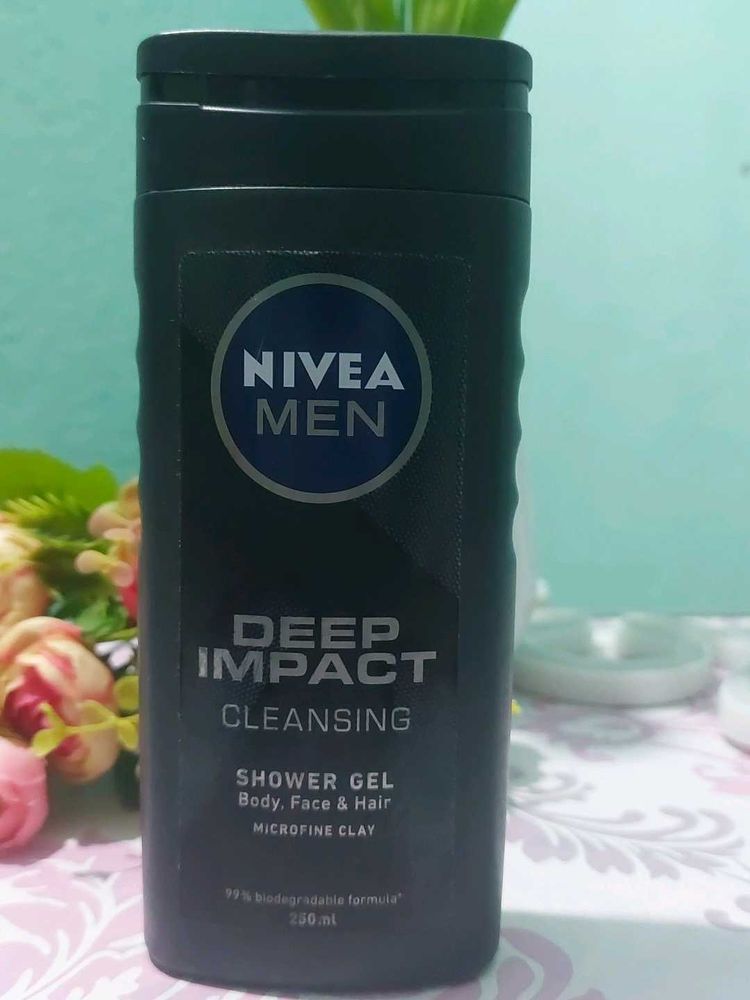 NIVEA
MEN
DEEP
IMPACT
CLEANSING
SHOWER GEL
Body, Face & Hair
MICROFINE CLAY
99% biodegradable formula*
250 ml